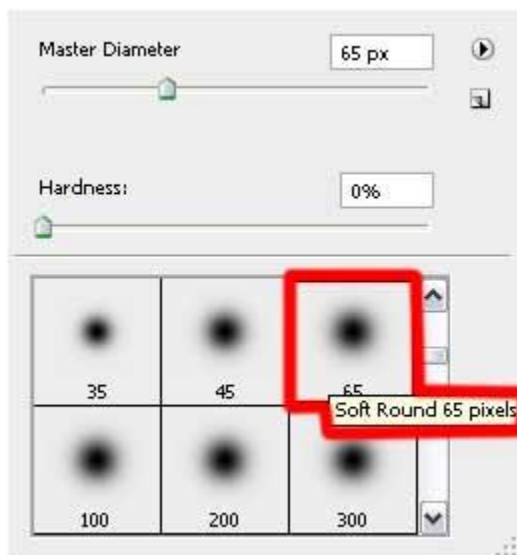 Master Diameter 65 px
Hardness: 0%
35 45 65
Soft Round 65 pixels
100 200 300